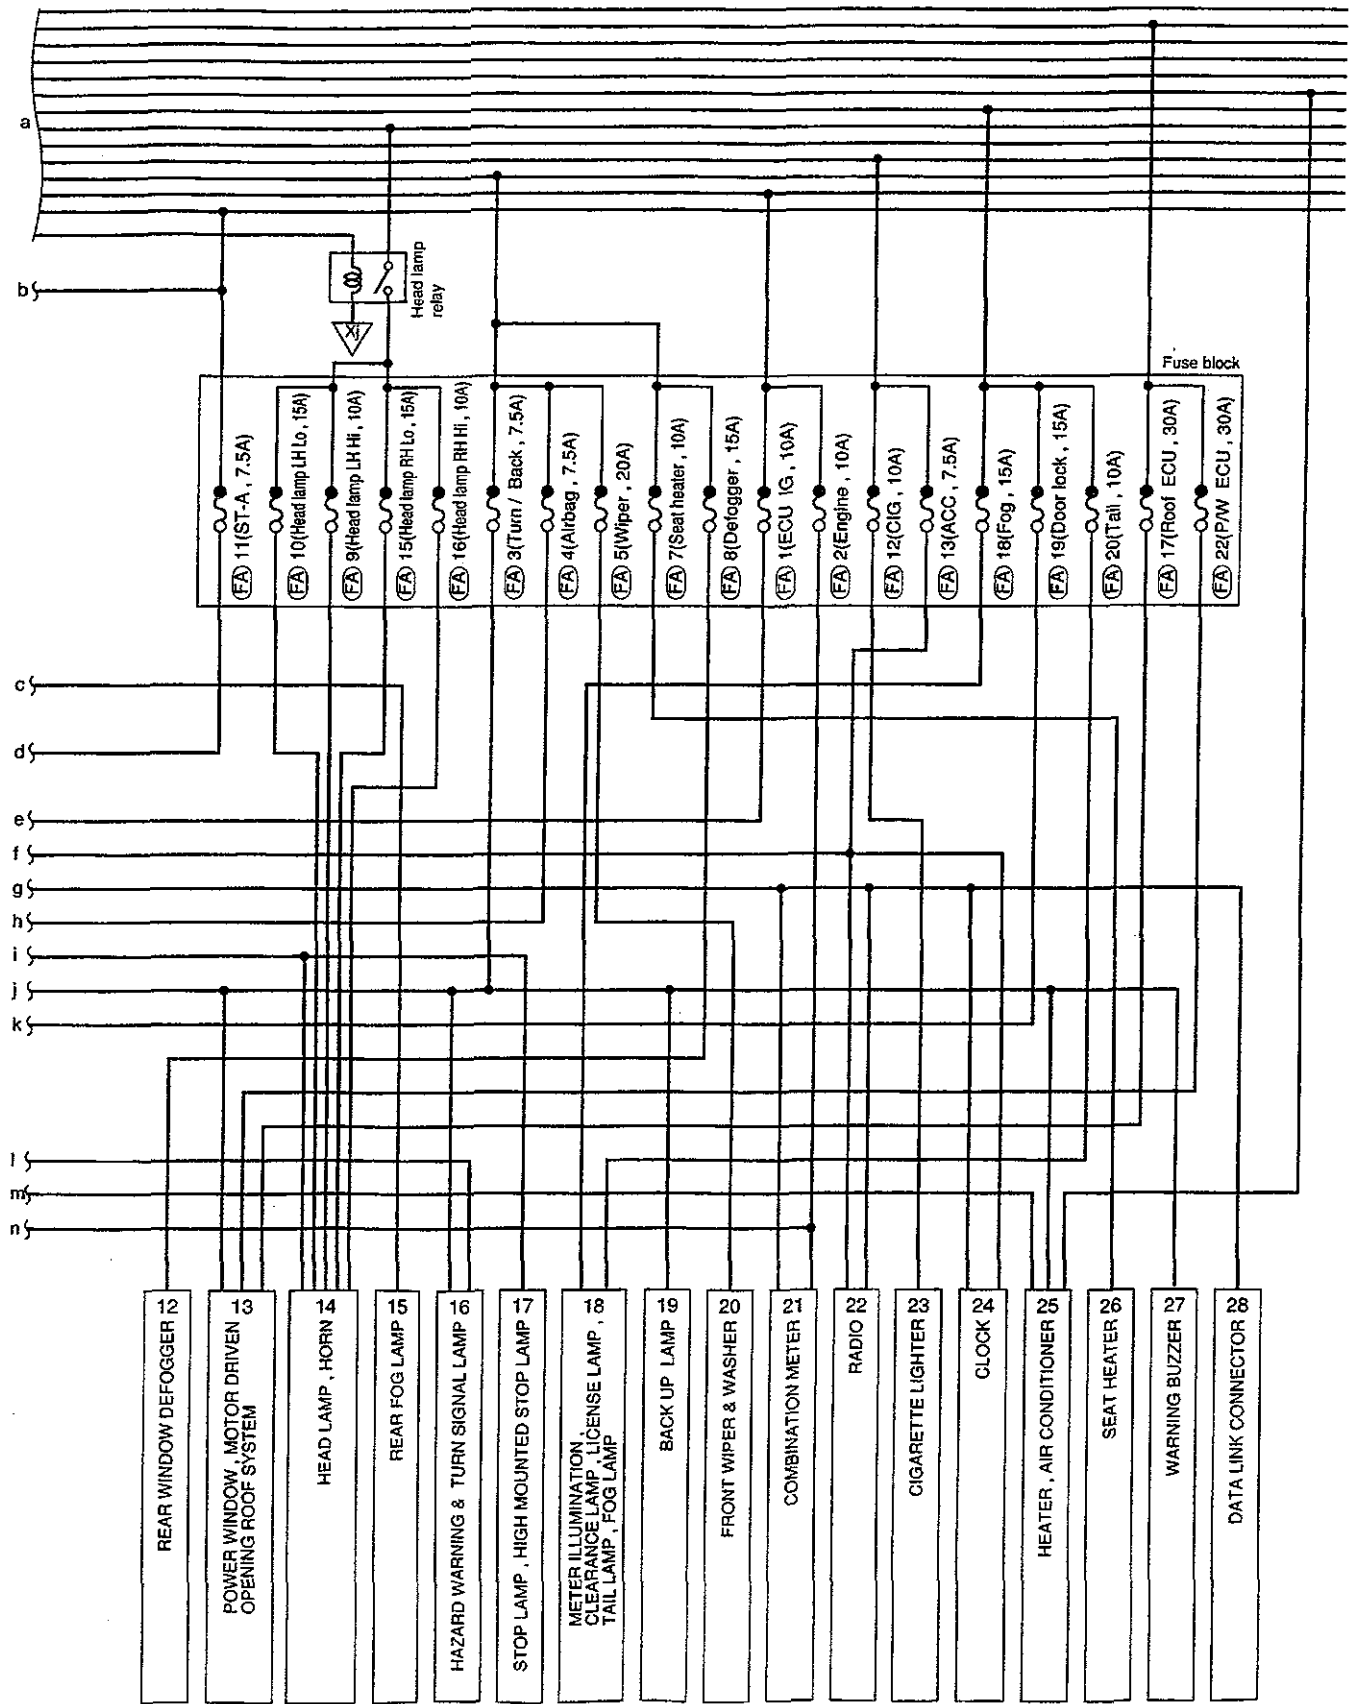 a
b
Head lamp
relay
Xj
Fuse block
FA 11(ST-A , 7.5A)
FA 10(Head lamp LH Lo , 15A)
FA 9(Head lamp LH Hi , 10A)
FA 15(Head lamp RH Lo , 15A)
FA 16(Head lamp RH Hi , 10A)
FA 3(Turn / Back , 7.5A)
FA 4(Airbag , 7.5A)
FA 5(Wiper , 20A)
FA 7(Seat heater , 10A)
FA 8(Defogger , 15A)
FA 1(ECU IG , 10A)
FA 2(Engine , 10A)
FA 12(CIG , 10A)
FA 13(ACC , 7.5A)
FA 18(Fog , 15A)
FA 19(Door lock , 15A)
FA 20(Tail , 10A)
FA 17(Roof ECU , 30A)
FA 22(P/W ECU , 30A)
c
d
e
f
g
h
i
j
k
l
m
n
12
REAR WINDOW DEFOGGER
13
POWER WINDOW , MOTOR DRIVEN
OPENING ROOF SYSTEM
14
HEAD LAMP , HORN
15
REAR FOG LAMP
16
HAZARD WARNING & TURN SIGNAL LAMP
17
STOP LAMP , HIGH MOUNTED STOP LAMP
18
METER ILLUMINATION ,
CLEARANCE LAMP , LICENSE LAMP ,
TAIL LAMP , FOG LAMP
19
BACK UP LAMP
20
FRONT WIPER & WASHER
21
COMBINATION METER
22
RADIO
23
CIGARETTE LIGHTER
24
CLOCK
25
HEATER , AIR CONDITIONER
26
SEAT HEATER
27
WARNING BUZZER
28
DATA LINK CONNECTOR